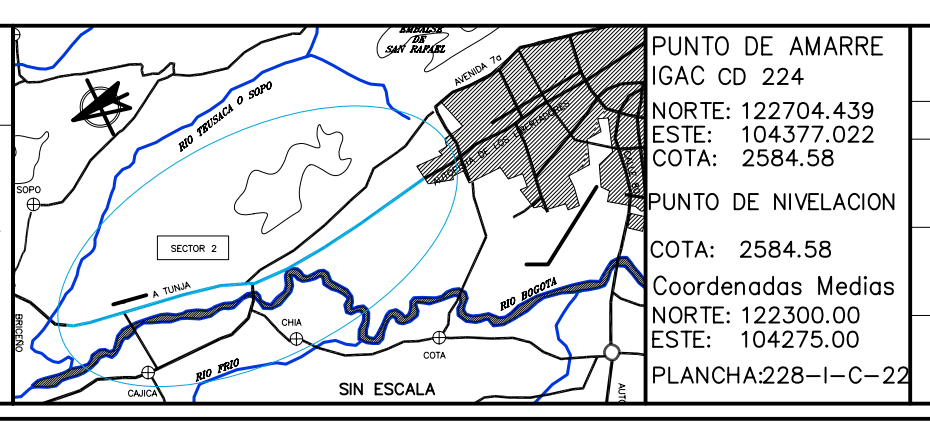 EMBALSE
DE
SAN RAFAEL
AVENIDA 7a
RIO TEUSACA O SOPO
AUTOPISTA DE LOS LIBERTADORES
SOPO
SECTOR 2
A TUNJA
RIO BOGOTA
BRICEÑO
CHIA
COTA
RIO FRIO
CAJICA
SIN ESCALA
PUNTO DE AMARRE
IGAC CD 224
NORTE: 122704.439
ESTE: 104377.022
COTA: 2584.58
PUNTO DE NIVELACION
COTA: 2584.58
Coordenadas Medias
NORTE: 122300.00
ESTE: 104275.00
PLANCHA:228-I-C-22